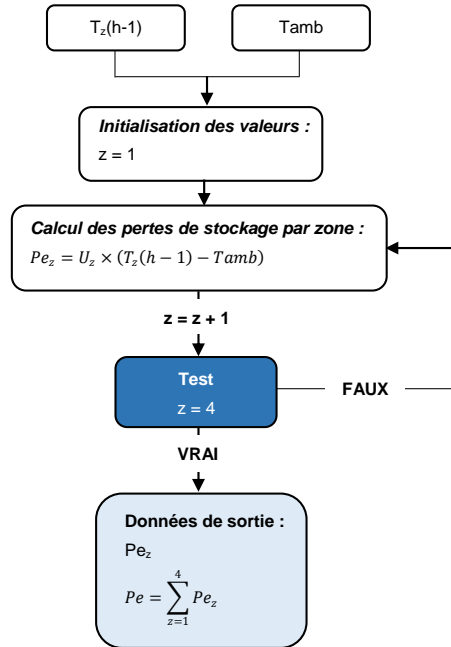 T_z(h-1)
Tamb
Initialisation des valeurs :
z = 1
Calcul des pertes de stockage par zone :
Pe_z = U_z × (T_z(h − 1) − Tamb)
z = z + 1
Test
z = 4
FAUX
VRAI
Données de sortie :
Pe_z
Pe = ∑_{z=1}^{4} Pe_z